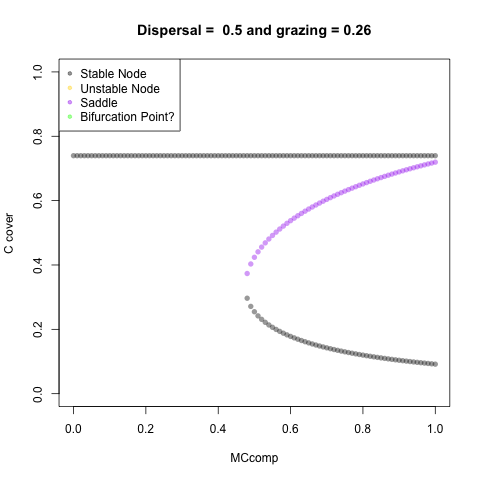 Dispersal =  0.5 and grazing = 0.26
Stable Node
Unstable Node
Saddle
Bifurcation Point?
1.0
0.8
0.6
0.4
0.2
0.0
C cover
0.0 0.2 0.4 0.6 0.8 1.0
MCcomp